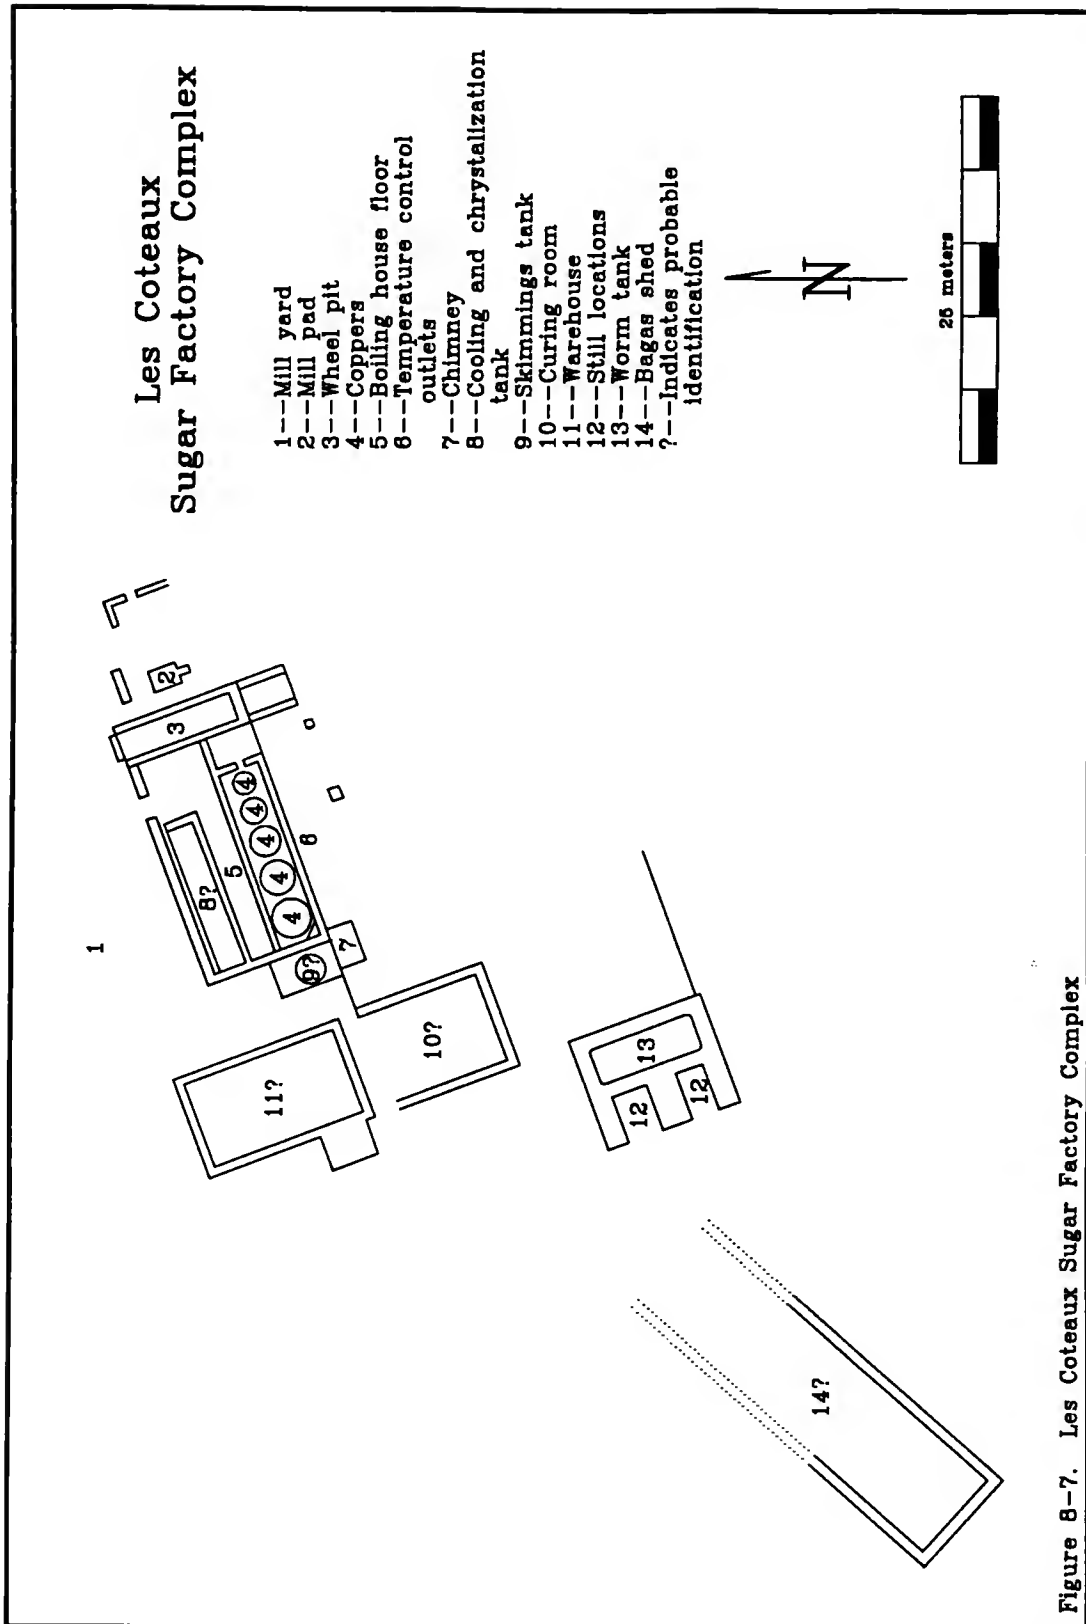 Les Coteaux
Sugar Factory Complex
1---Mill yard
2---Mill pad
3---Wheel pit
4---Coppers
5---Boiling house floor
6---Temperature control
outlets
7---Chimney
8---Cooling and chrystalization
tank
9---Skimmings tank
10---Curing room
11---Warehouse
12---Still locations
13---Worm tank
14---Bagas shed
?--Indicates probable
identification
N
25 meters
1
2
3
8?
5
4
4
4
4
4
6
9?
7
11?
10?
13
12
12
14?
Figure 8-7. Les Coteaux Sugar Factory Complex